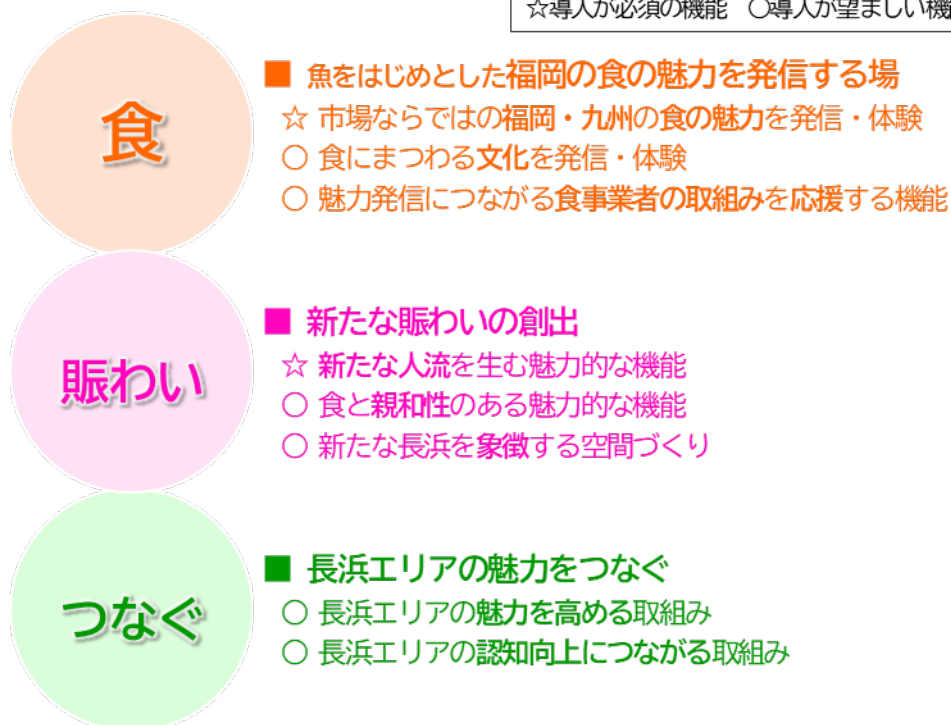 ☆導入が必須の機能 ○導入が望ましい機
食
■ 魚をはじめとした福岡の食の魅力を発信する場
☆ 市場ならではの福岡・九州の食の魅力を発信・体験
○ 食にまつわる文化を発信・体験
○ 魅力発信につながる食事業者の取組みを応援する機能
賑わい
■ 新たな賑わいの創出
☆ 新たな人流を生む魅力的な機能
○ 食と親和性のある魅力的な機能
○ 新たな長浜を象徴する空間づくり
つなぐ
■ 長浜エリアの魅力をつなぐ
○ 長浜エリアの魅力を高める取組み
○ 長浜エリアの認知向上につながる取組み